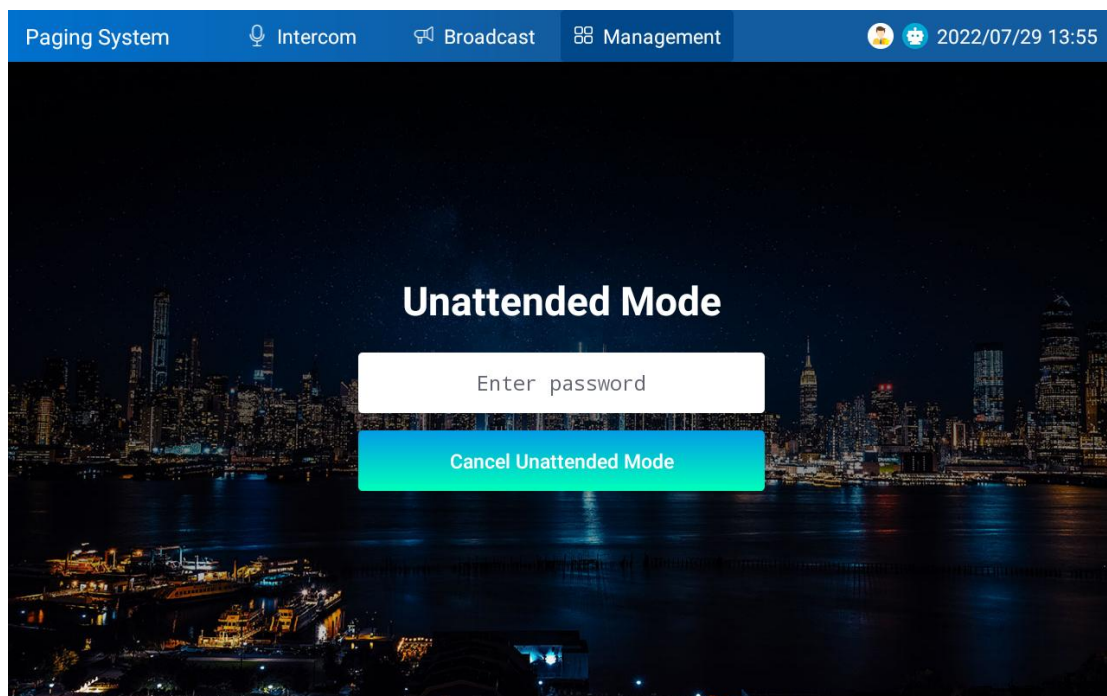 Paging System Intercom Broadcast Management 2022/07/29 13:55
Unattended Mode
Enter password
Cancel Unattended Mode